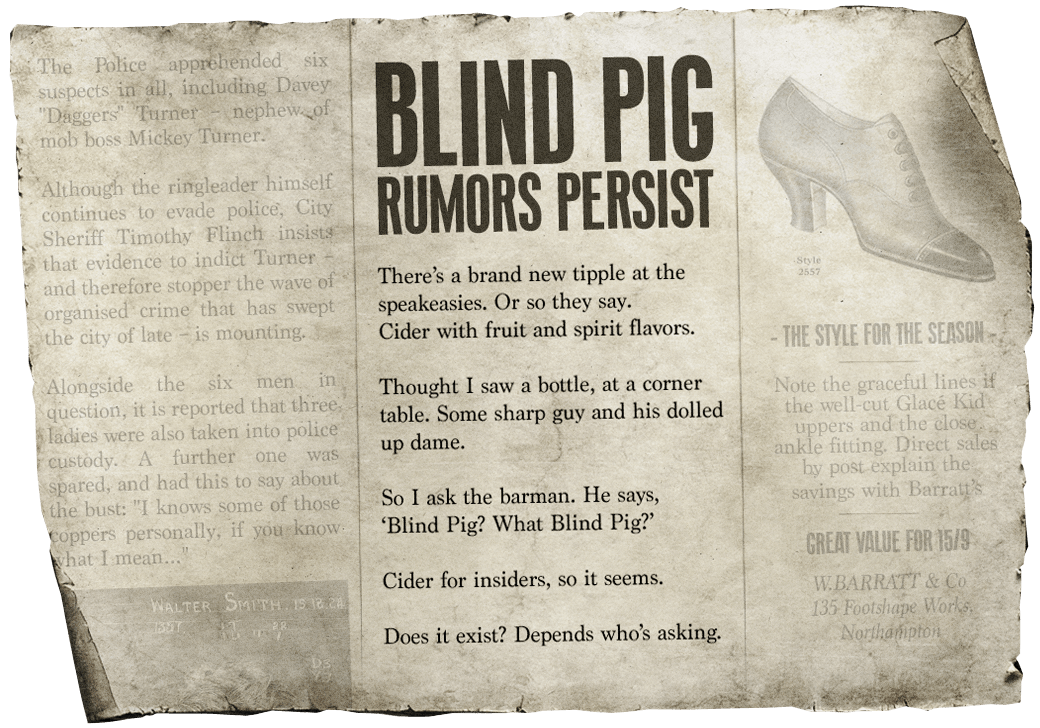 The Police apprehended six
suspects in all, including Davey
"Daggers" Turner – nephew of
mob boss Mickey Turner.
Although the ringleader himself
continues to evade police, City
Sheriff Timothy Flinch insists
that evidence to indict Turner –
and therefore stopper the wave of
organised crime that has swept
the city of late – is mounting.
Alongside the six men in
question, it is reported that three
ladies were also taken into police
custody. A further one was
spared, and had this to say about
the bust: "I knows some of those
coppers personally, if you know
what I mean..."
WALTER SMITH. 15.12.28
BLIND PIG
RUMORS PERSIST
There's a brand new tipple at the
speakeasies. Or so they say.
Cider with fruit and spirit flavors.
Thought I saw a bottle, at a corner
table. Some sharp guy and his dolled
up dame.
So I ask the barman. He says,
‘Blind Pig? What Blind Pig?’
Cider for insiders, so it seems.
Does it exist? Depends who's asking.
-Style
2557
- THE STYLE FOR THE SEASON -
Note the graceful lines if
the well-cut Glacé Kid
uppers and the close
ankle fitting. Direct sales
by post explain the
savings with Barratt's
GREAT VALUE FOR 15/9
W.BARRATT & Co
135 Footshape Works,
Northampton